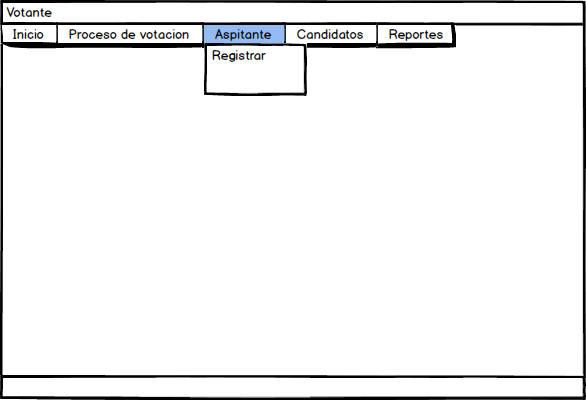 Votante
Inicio Proceso de votacion Aspitante Candidatos Reportes
Registrar